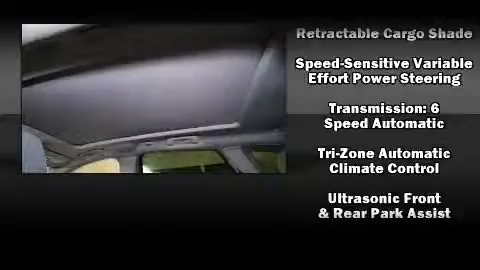 Retractable Cargo Shade
Speed-Sensitive Variable
Effort Power Steering
Transmission: 6
Speed Automatic
Tri-Zone Automatic
Climate Control
Ultrasonic Front
& Rear Park Assist